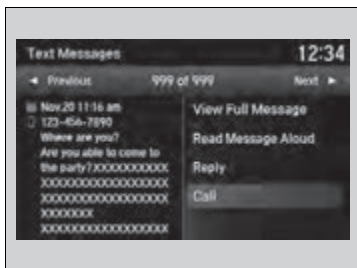 Text Messages 12:34
◄ Previous 999 of 999 Next ►
Nov.20 11:16 am
123-456-7890
Where are you?
Are you able to come to
the party?XXXXXXXXXX
XXXXXXXXXXXXXXXXX
XXXXXXXXXXXXXXXXX
XXXXXXX
XXXXXXXXXXXXXXXXX
View Full Message
Read Message Aloud
Reply
Call